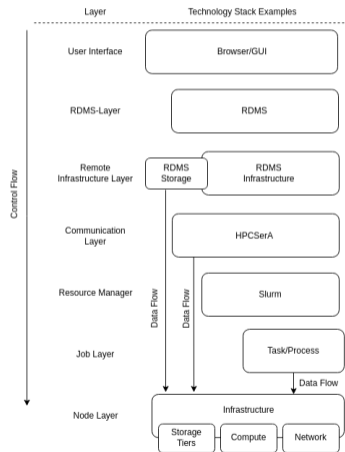 Layer
Technology Stack Examples
User Interface
Browser/GUI
RDMS-Layer
RDMS
Remote
Infrastructure Layer
RDMS
Storage
RDMS
Infrastructure
Control Flow
Communication
Layer
HPCSerA
Resource Manager
Data Flow
Data Flow
Slurm
Job Layer
Task/Process
Data Flow
Node Layer
Infrastructure
Storage
Tiers
Compute
Network